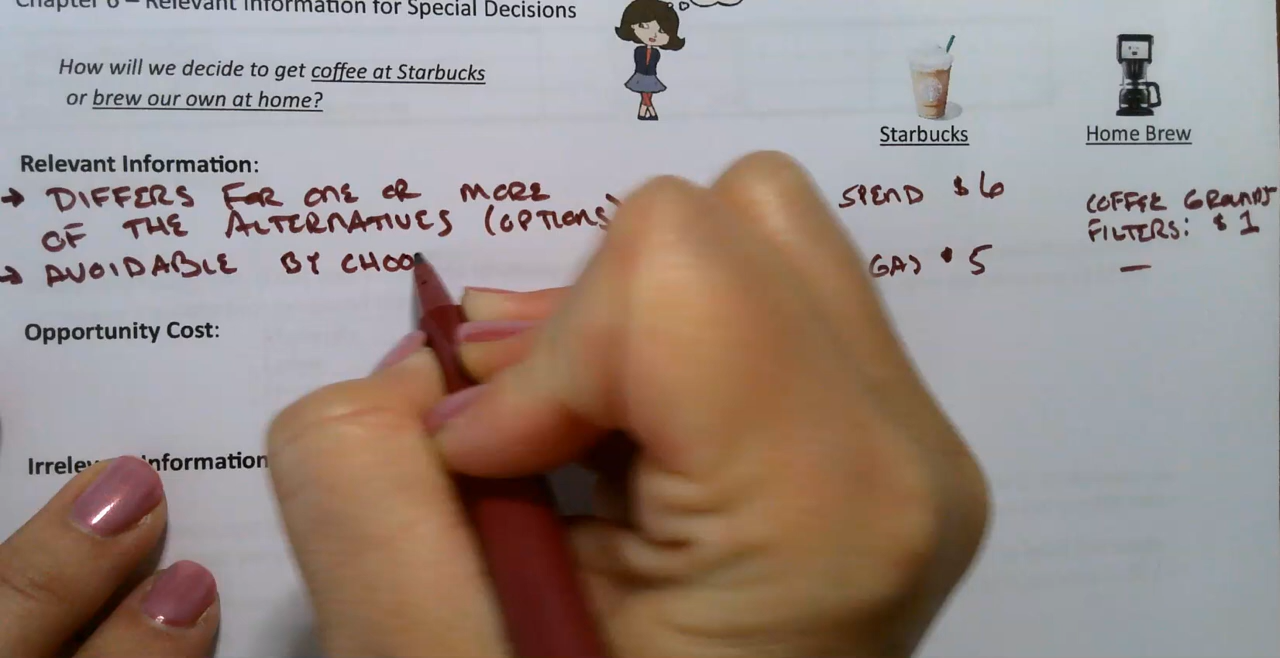 Chapter 6 – Relevant Information for Special Decisions
How will we decide to get coffee at Starbucks
or brew our own at home?
Starbucks
Home Brew
Relevant Information:
→ DIFFERS FOR ONE OR MORE
OF THE ALTERNATIVES (OPTIONS)
→ AVOIDABLE BY CHOO
SPEND $6
GAS $5
COFFEE GROUNDS
FILTERS: $1
—
Opportunity Cost:
Information